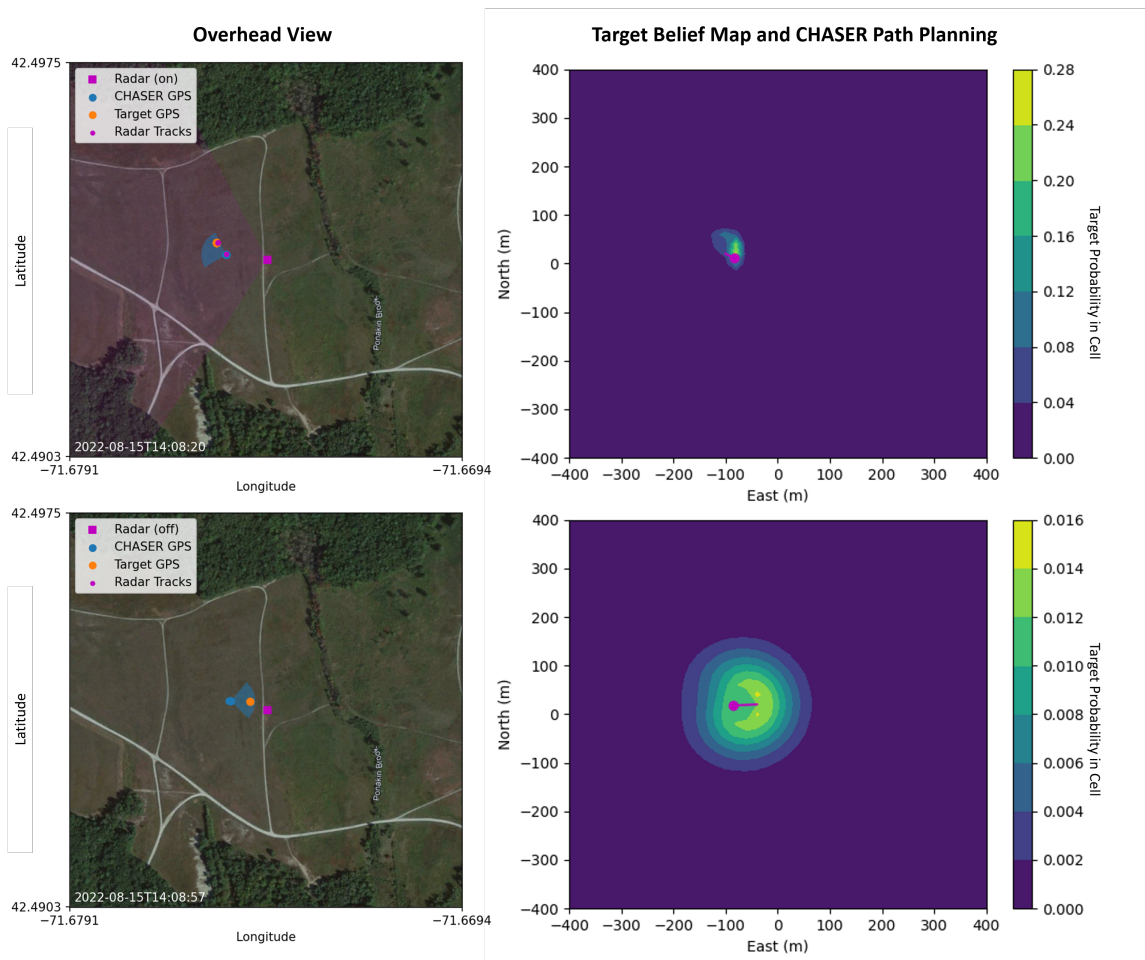 Overhead View
Target Belief Map and CHASER Path Planning
42.4975
Radar (on)
CHASER GPS
Target GPS
Radar Tracks
Latitude
Ponakin Brook
2022-08-15T14:08:20
42.4903
−71.6791
−71.6694
Longitude
400
300
200
100
0
−100
−200
−300
−400
North (m)
−400
−300
−200
−100
0
100
200
300
400
East (m)
0.28
0.24
0.20
0.16
0.12
0.08
0.04
0.00
Target Probability in Cell
42.4975
Radar (off)
CHASER GPS
Target GPS
Radar Tracks
Latitude
Ponakin Brook
2022-08-15T14:08:57
42.4903
−71.6791
−71.6694
Longitude
400
300
200
100
0
−100
−200
−300
−400
North (m)
−400
−300
−200
−100
0
100
200
300
400
East (m)
0.016
0.014
0.012
0.010
0.008
0.006
0.004
0.002
0.000
Target Probability in Cell